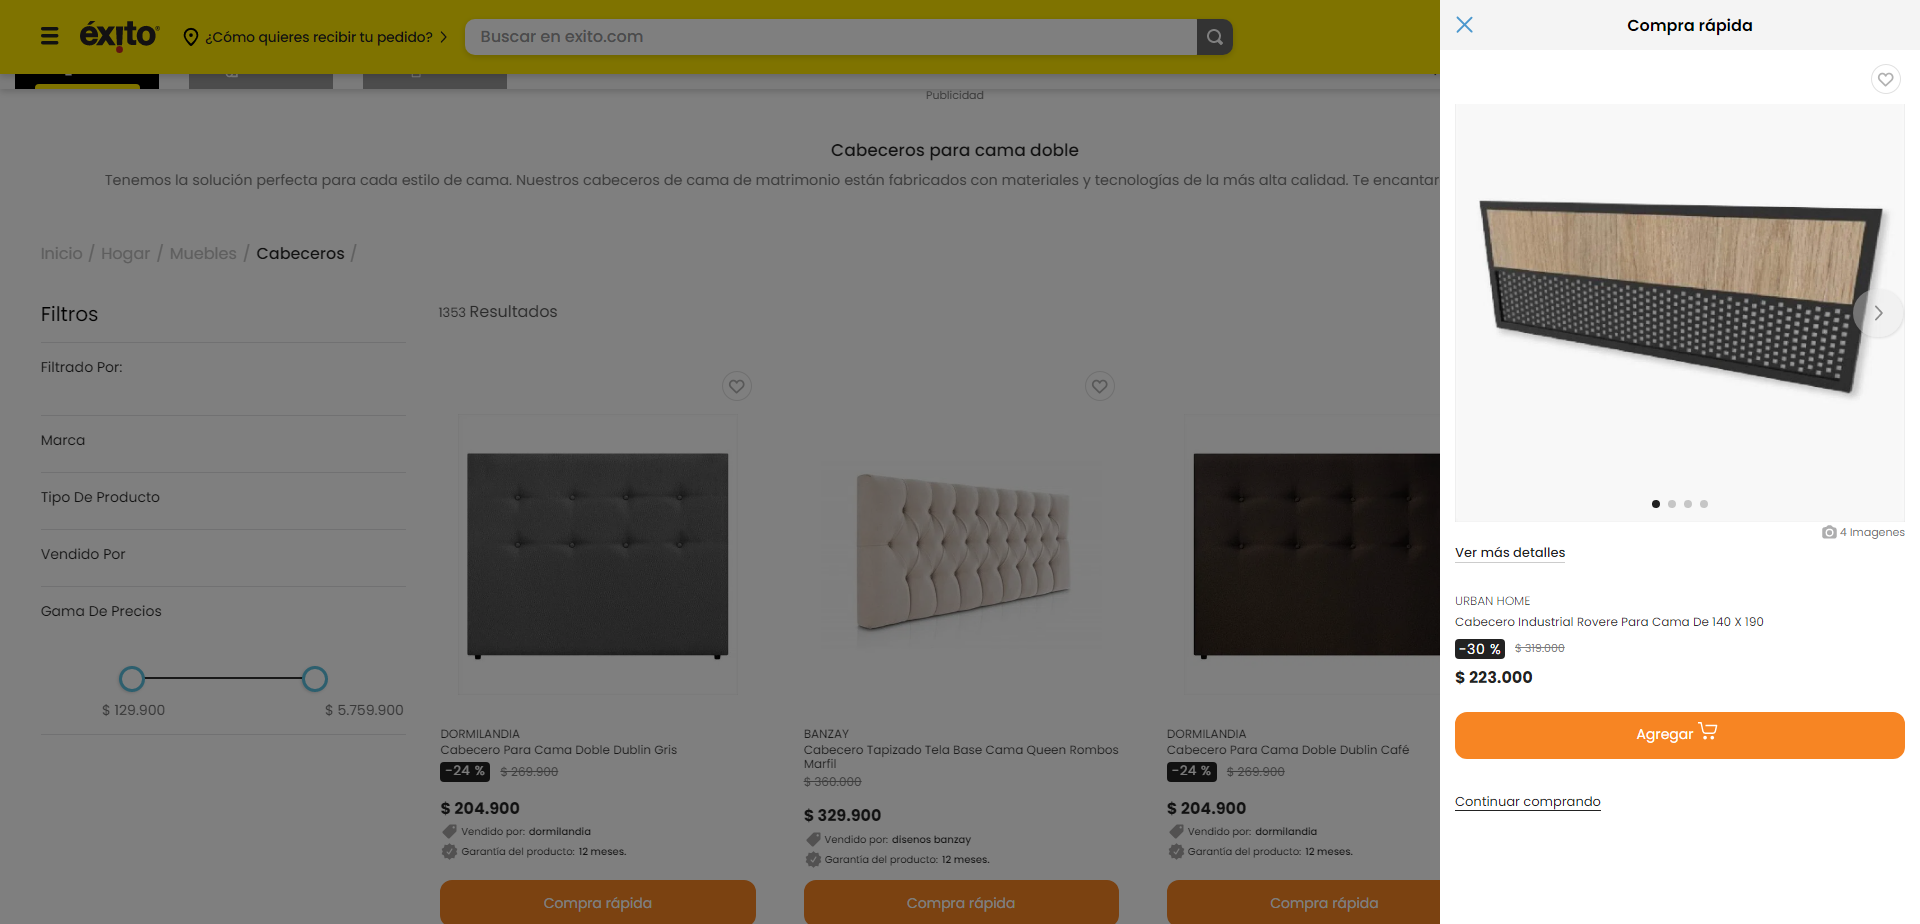 éxito
¿Cómo quieres recibir tu pedido?
Buscar en exito.com
Publicidad
Cabeceros para cama doble
Tenemos la solución perfecta para cada estilo de cama. Nuestros cabeceros de cama de matrimonio están fabricados con materiales y tecnologías de la más alta calidad. Te encantar
Inicio / Hogar / Muebles / Cabeceros /
Filtros
Filtrado Por:
Marca
Tipo De Producto
Vendido Por
Gama De Precios
$ 129.900
$ 5.759.900
1353 Resultados
DORMILANDIA
Cabecero Para Cama Doble Dublin Gris
-24 % $ 269.900
$ 204.900
Vendido por: dormilandia
Garantía del producto: 12 meses.
Compra rápida
BANZAY
Cabecero Tapizado Tela Base Cama Queen Rombos
Marfil
$ 360.000
$ 329.900
Vendido por: disenos banzay
Garantía del producto: 12 meses.
Compra rápida
DORMILANDIA
Cabecero Para Cama Doble Dublin Café
-24 % $ 269.900
$ 204.900
Vendido por: dormilandia
Garantía del producto: 12 meses.
Compra rápida
Compra rápida
4 Imagenes
Ver más detalles
URBAN HOME
Cabecero Industrial Rovere Para Cama De 140 X 190
-30 % $ 319.000
$ 223.000
Agregar
Continuar comprando